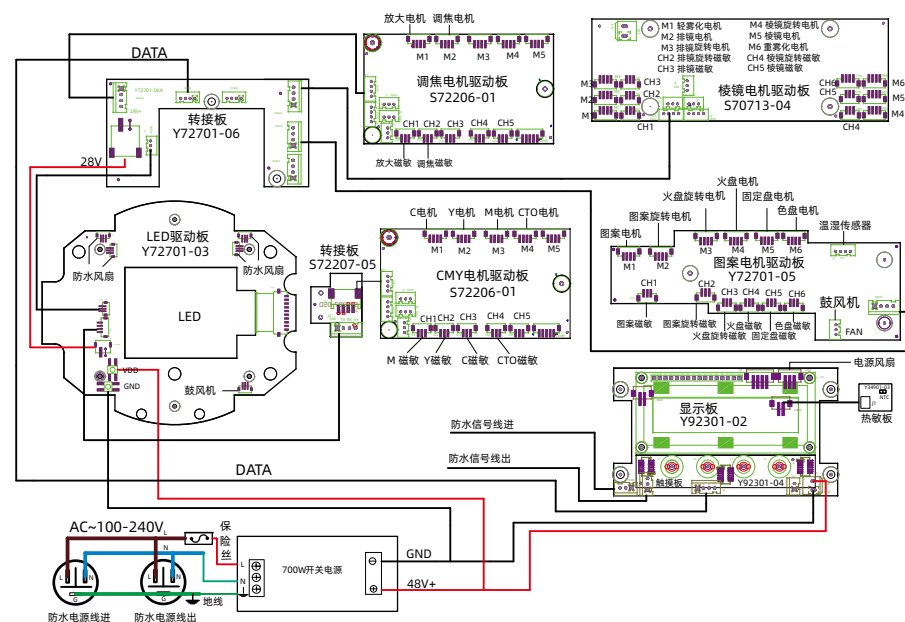 DATA
Y72701-06A
转接板
Y72701-06
28V
放大电机 调焦电机
M1 M2 M3 M4 M5
调焦电机驱动板
S72206-01
CH1 CH2 CH3 CH4 CH5
放大磁敏 调焦磁敏
M1 轻雾化电机
M2 排镜电机
M3 排镜旋转电机
CH2 排镜旋转磁敏
CH3 排镜磁敏
M4 棱镜旋转电机
M5 棱镜电机
M6 重雾化电机
CH4 棱镜旋转磁敏
CH5 棱镜磁敏
M3 CH3 CH6 M6
M2 CH2 CH5 M5
M1 CH1 CH4 M4
棱镜电机驱动板
S70713-04
LED驱动板
Y72701-03
防水风扇 防水风扇
LED
VDD
GND
鼓风机
转接板
S72207-05
C电机 Y电机 M电机 CTO电机
M1 M2 M3 M4 M5
CMY电机驱动板
S72206-01
CH1 CH2 CH3 CH4 CH5
M 磁敏 Y磁敏 C磁敏 CTO磁敏
火盘电机
火盘旋转电机 固定盘电机
图案旋转电机 色盘电机
图案电机 温湿传感器
M1 M2 M3 M4 M5 M6
图案电机驱动板
Y72701-05
CH1 CH2 CH3 CH4 CH5 CH6
鼓风机
FAN
图案磁敏 图案旋转磁敏 火盘磁敏 色盘磁敏
火盘旋转磁敏 固定盘磁敏
电源风扇
Y34901-03
NTC
J1
热敏板
显示板
Y92301-02
防水信号线进
防水信号线出
触摸板 Y92301-04
DATA
AC~100-240V
L
N
保险丝
L
N
700W开关电源
GND
48V+
L N L N
G G
地线
防水电源线进 防水电源线出